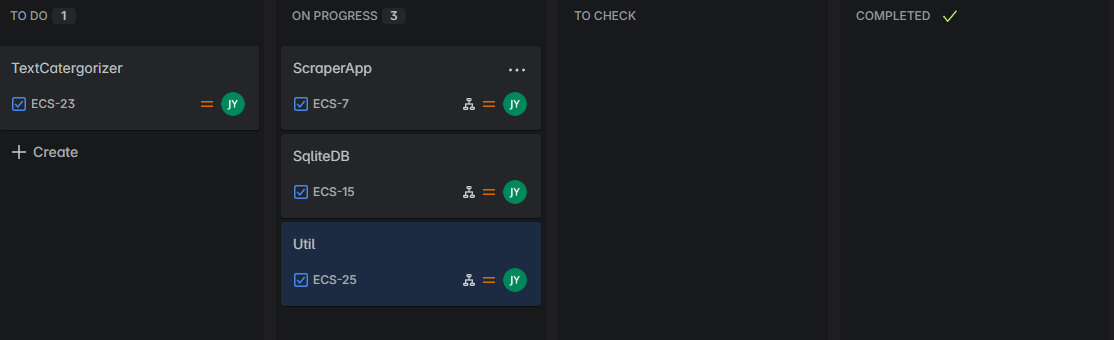 TO DO 1
TextCatergorizer
ECS-23
JY
Create
ON PROGRESS 3
ScraperApp
ECS-7
JY
SqliteDB
ECS-15
JY
Util
ECS-25
JY
TO CHECK
COMPLETED